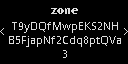 zone
T9yDQfMwpEKS2NH
B5FjapNf2Cdq8ptQVa
3